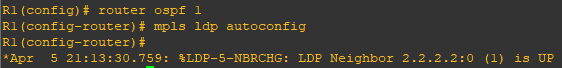 R1(config)# router ospf 1
R1(config-router)# mpls ldp autoconfig
R1(config-router)#
*Apr  5 21:13:30.759: %LDP-5-NBRCHG: LDP Neighbor 2.2.2.2:0 (1) is UP